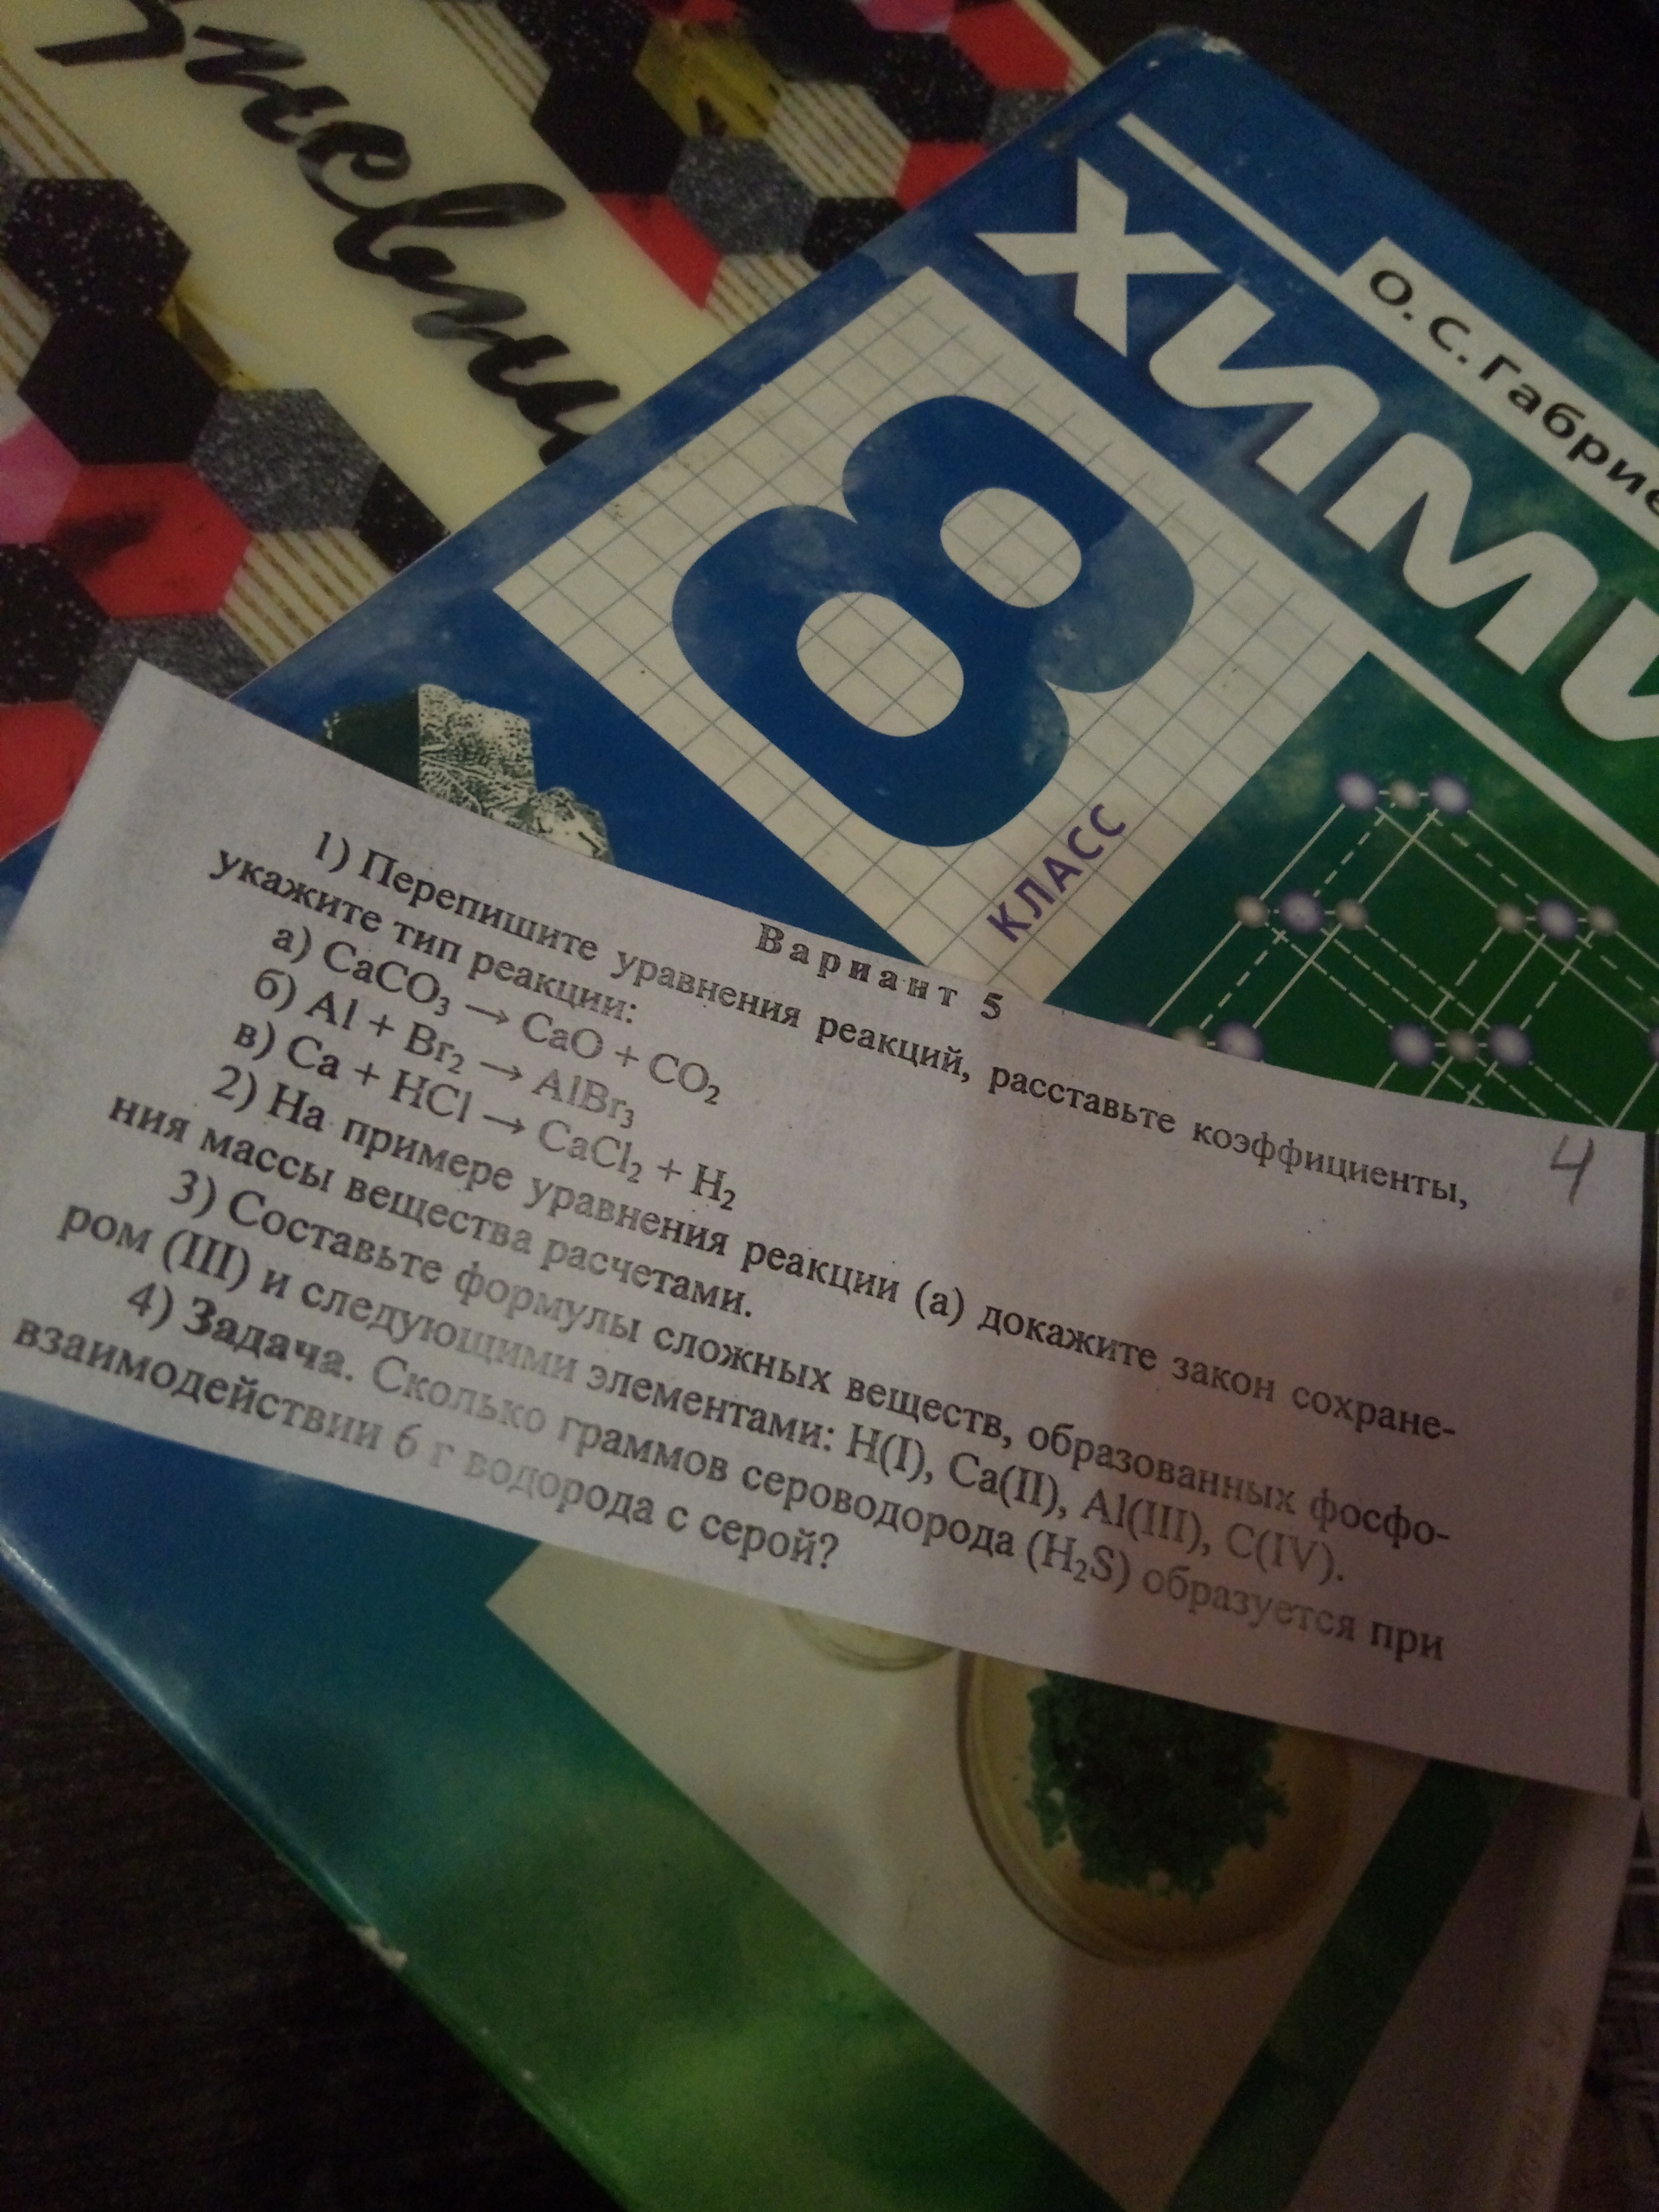 Дневни
О. С. Габрие
ХИМИ
8
КЛАСС
4
Вариант 5
1) Перепишите уравнения реакций, расставьте коэффициенты,
укажите тип реакции:
а) CaCO₃ → CaO + CO₂
б) Al + Br₂ → AlBr₃
в) Ca + HCl → CaCl₂ + H₂
2) На примере уравнения реакции (а) докажите закон сохране-
ния массы вещества расчетами.
3) Составьте формулы сложных веществ, образованных фосфо-
ром (III) и следующими элементами: H(I), Ca(II), Al(III), C(IV).
4) Задача. Сколько граммов сероводорода (H₂S) образуется при
взаимодействии 6 г водорода с серой?